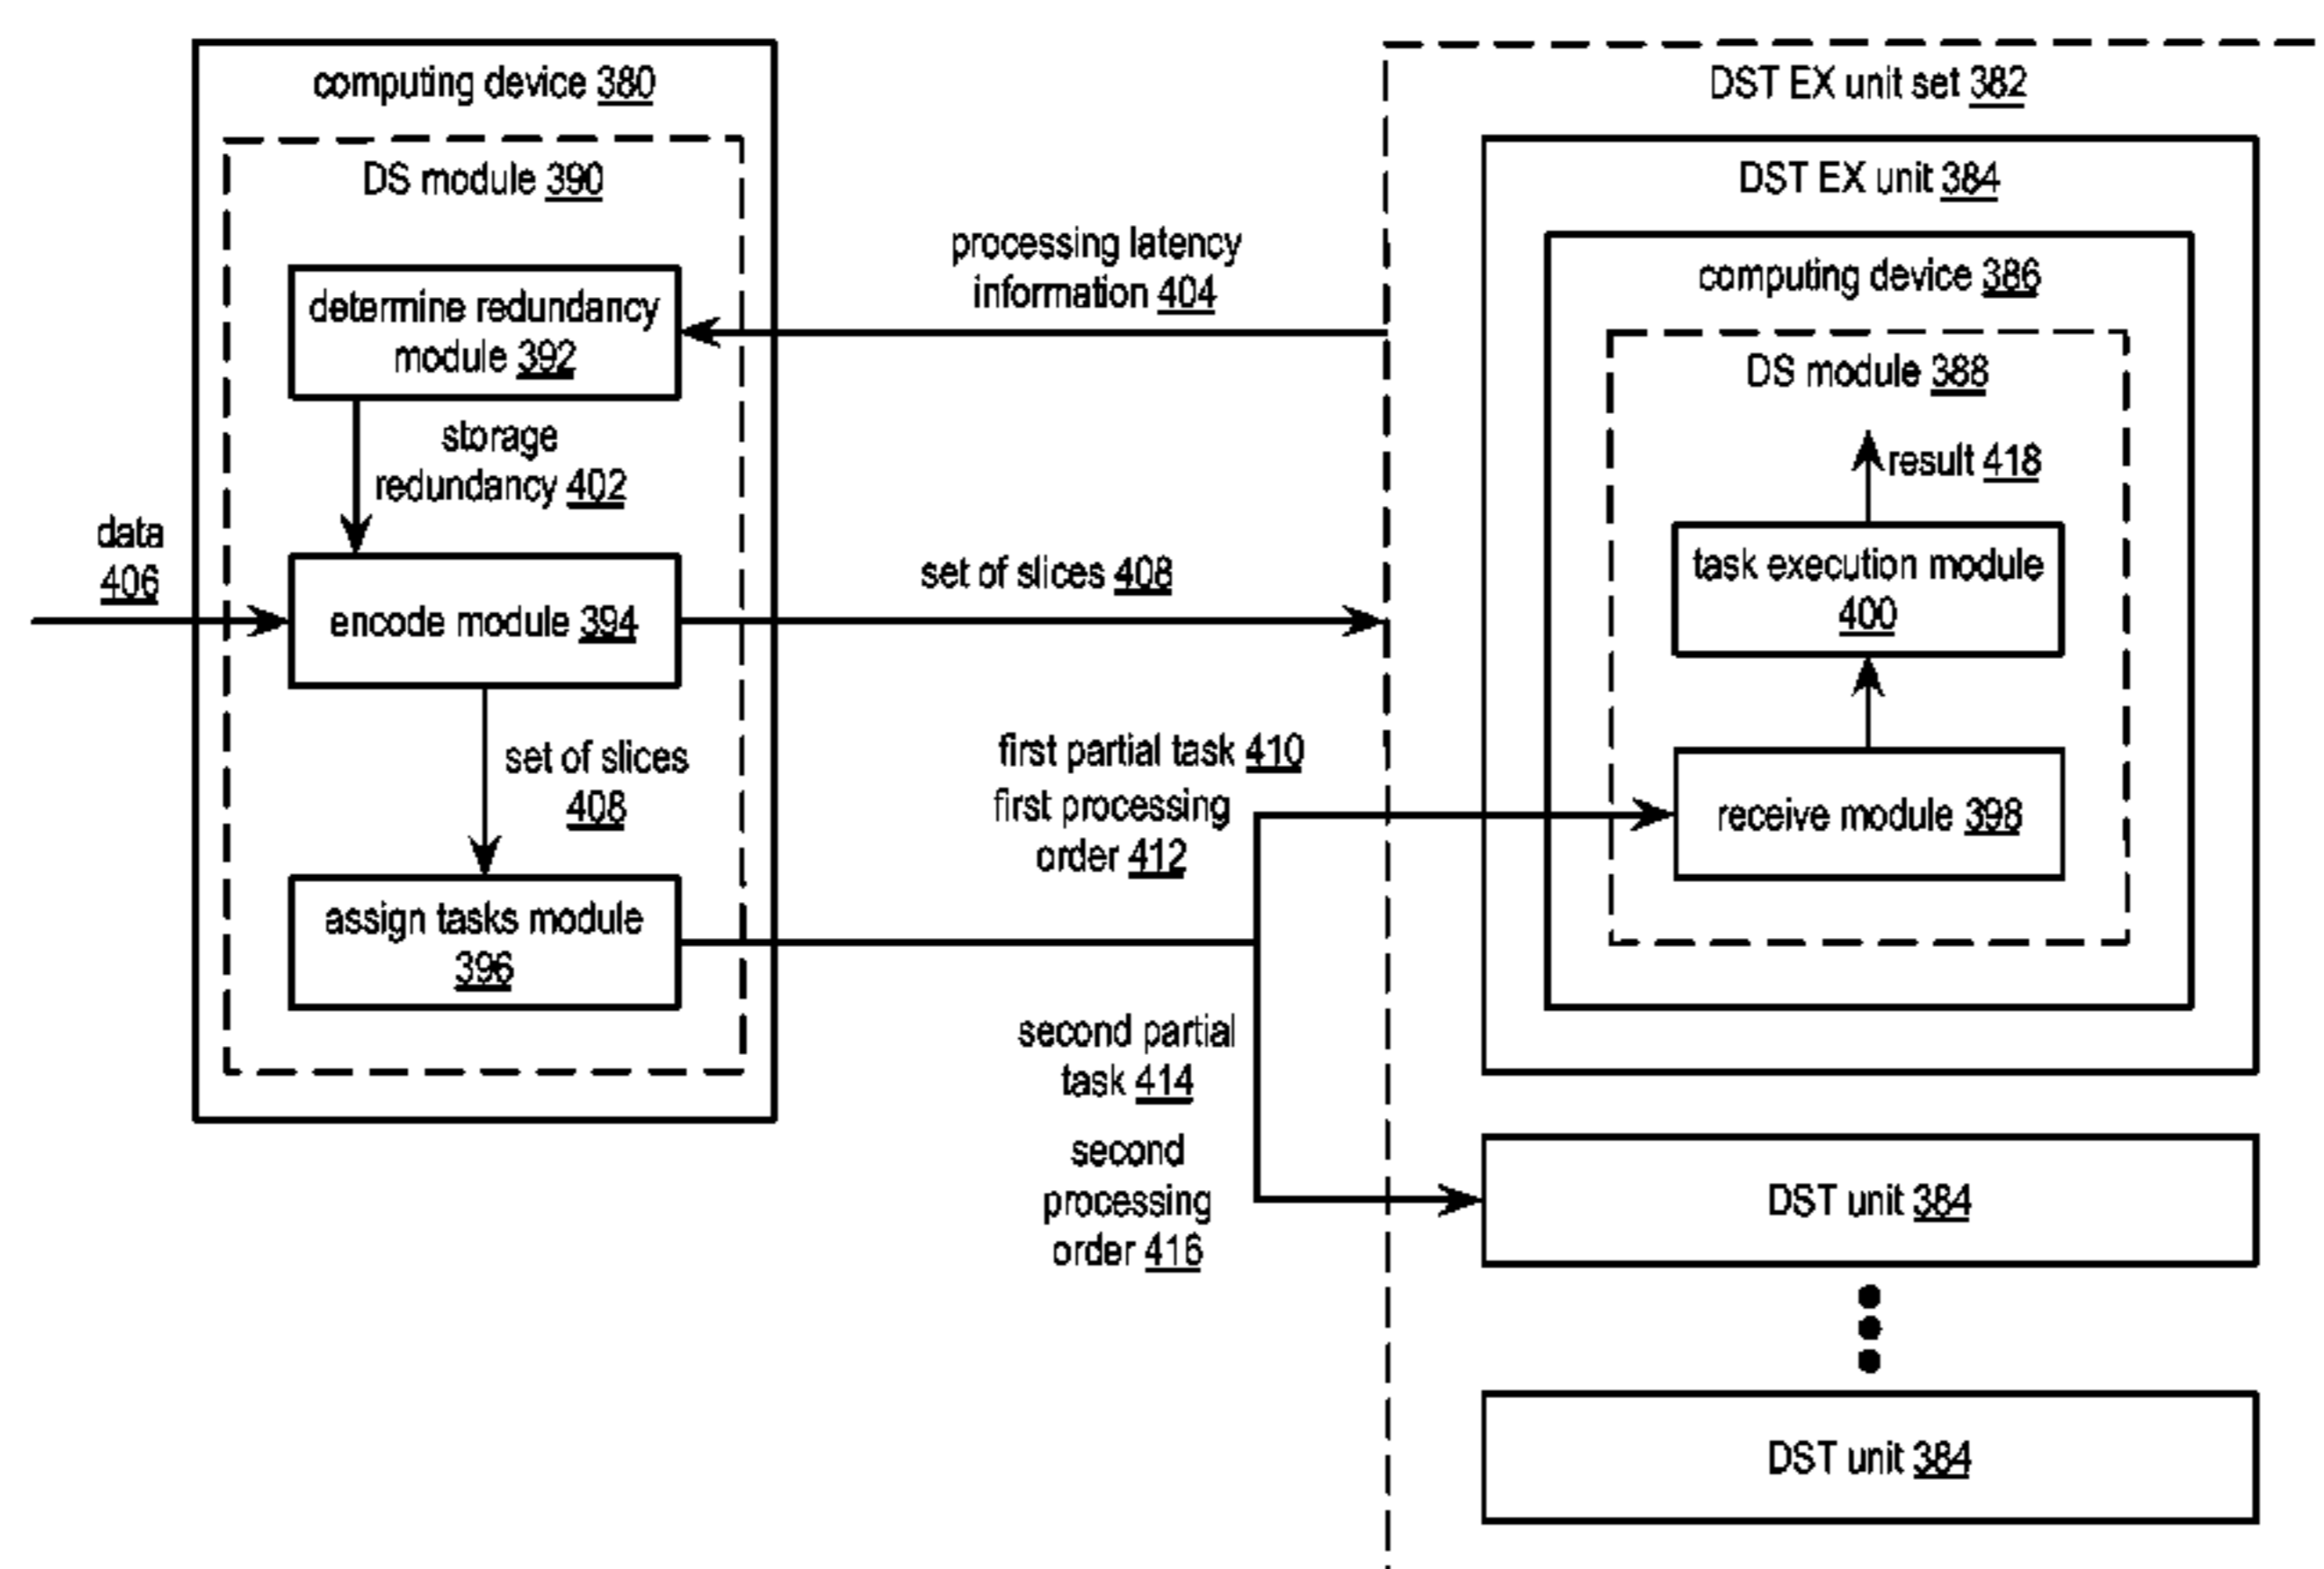 computing device 380
DS module 390
determine redundancy
module 392
storage
redundancy 402
data
406
encode module 394
set of slices
408
assign tasks module
396
processing latency
information 404
set of slices 408
first partial task 410
first processing
order 412
second partial
task 414
second
processing
order 416
DST EX unit set 382
DST EX unit 384
computing device 386
DS module 388
result 418
task execution module
400
receive module 398
DST unit 384
DST unit 384